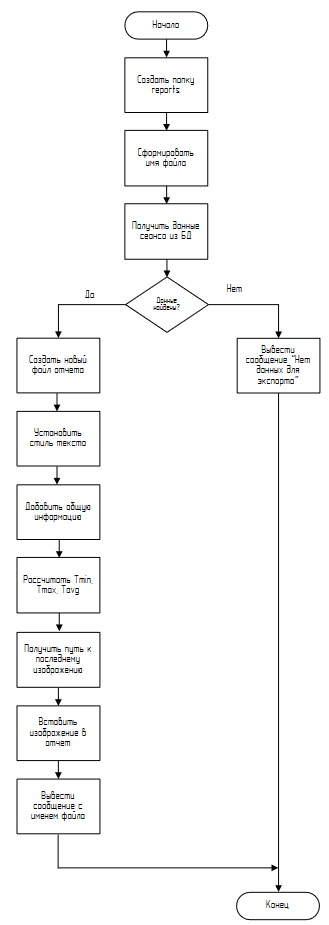 Начало
Создать папку
reports
Сформировать
имя файла
Получить данные
сеанса из БД
Данные
найдены?
Да
Нет
Создать новый
файл отчета
Вывести
сообщение "Нет
данных для
экспорта"
Установить
стиль текста
Добавить общую
информацию
Рассчитать Tmin,
Tmax, Tavg
Получить путь к
последнему
изображению
Вставить
изображение в
отчет
Вывести
сообщение с
именем файла
Конец